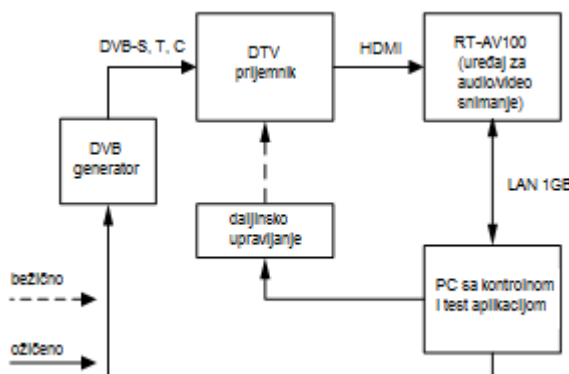 DVB-S, T, C
DTV
prijemnik
HDMI
RT-AV100
(uređaj za
audio/video
snimanje)
DVB
generator
LAN 1GB
daljinsko
upravljanje
bežično
PC sa kontrolnom
i test aplikacijom
ožičeno